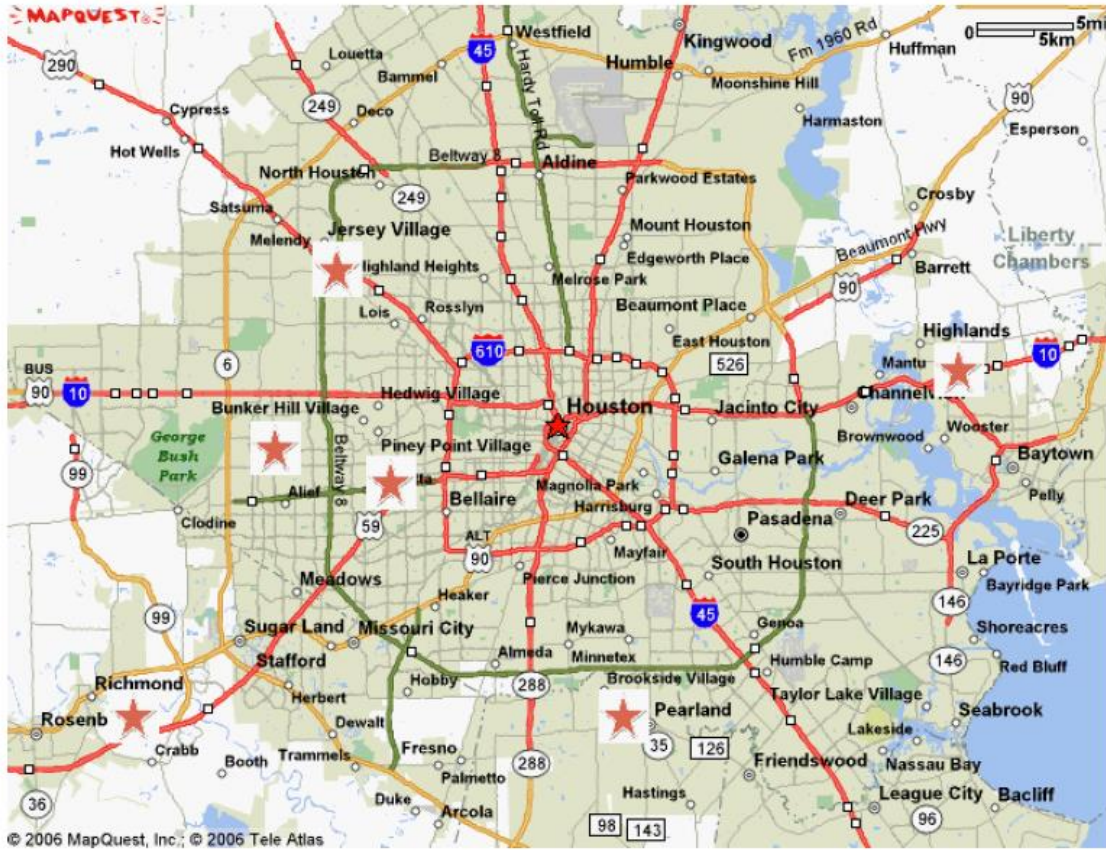 MAPQUEST
5mi
0 5km
45
Westfield
Kingwood
Fm 1960 Rd
Huffman
290
Louetta
Bammel
Hardy Toll Rd
Humble
Moonshine Hill
90
Cypress
249
Deco
Harmaston
Esperson
Hot Wells
Beltway 8
Aldine
North Houston
249
Parkwood Estates
Crosby
Satsuma
Melendy
Jersey Village
Mount Houston
Beaumont Hwy
Liberty
Chambers
Highland Heights
Melrose Park
Edgeworth Place
Barrett
90
Lois
Rosslyn
Beaumont Place
Highlands
610
East Houston
526
Mantu
10
6
BUS
90
10
Hedwig Village
Houston
Jacinto City
Channelview
Bunker Hill Village
Wooster
George
Bush
Park
Piney Point Village
Brownwood
Baytown
99
Beltway 8
Galena Park
Alief
ta
Bellaire
Magnolia Park
Pelly
Harrisburg
Deer Park
Clodine
59
ALT
90
Pasadena
225
Mayfair
La Porte
Meadows
Pierce Junction
South Houston
Bayridge Park
Heaker
45
146
99
Sugar Land
Missouri City
Mykawa
Genoa
Shoreacres
Stafford
Almeda
Minnetex
146
Red Bluff
Richmond
Herbert
Hobby
288
Brookside Village
Humble Camp
Taylor Lake Village
Rosenb
Dewalt
Pearland
Seabrook
Crabb
Trammels
Fresno
35
126
Lakeside
Booth
288
Palmetto
Friendswood
Nassau Bay
36
Duke
Hastings
League City
Bacliff
Arcola
98
143
96
© 2006 MapQuest, Inc.; © 2006 Tele Atlas